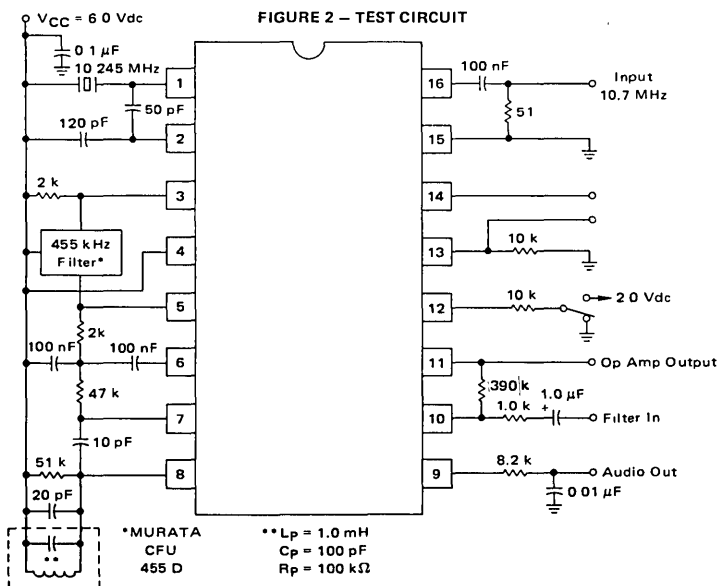 FIGURE 2 – TEST CIRCUIT
VCC = 6 0 Vdc
0 1 µF
10 245 MHz
50 pF
120 pF
2 k
455 kHz
Filter*
2k
100 nF
100 nF
47 k
10 pF
51 k
20 pF
**
1
2
3
4
5
6
7
8
16
15
14
13
12
11
10
9
100 nF
Input
10.7 MHz
51
10 k
10 k
2 0 Vdc
Op Amp Output
390 k
1.0 k
1.0 µF
+
Filter In
8.2 k
Audio Out
0 01 µF
*MURATA
CFU
455 D
**LP = 1.0 mH
CP = 100 pF
RP = 100 kΩ